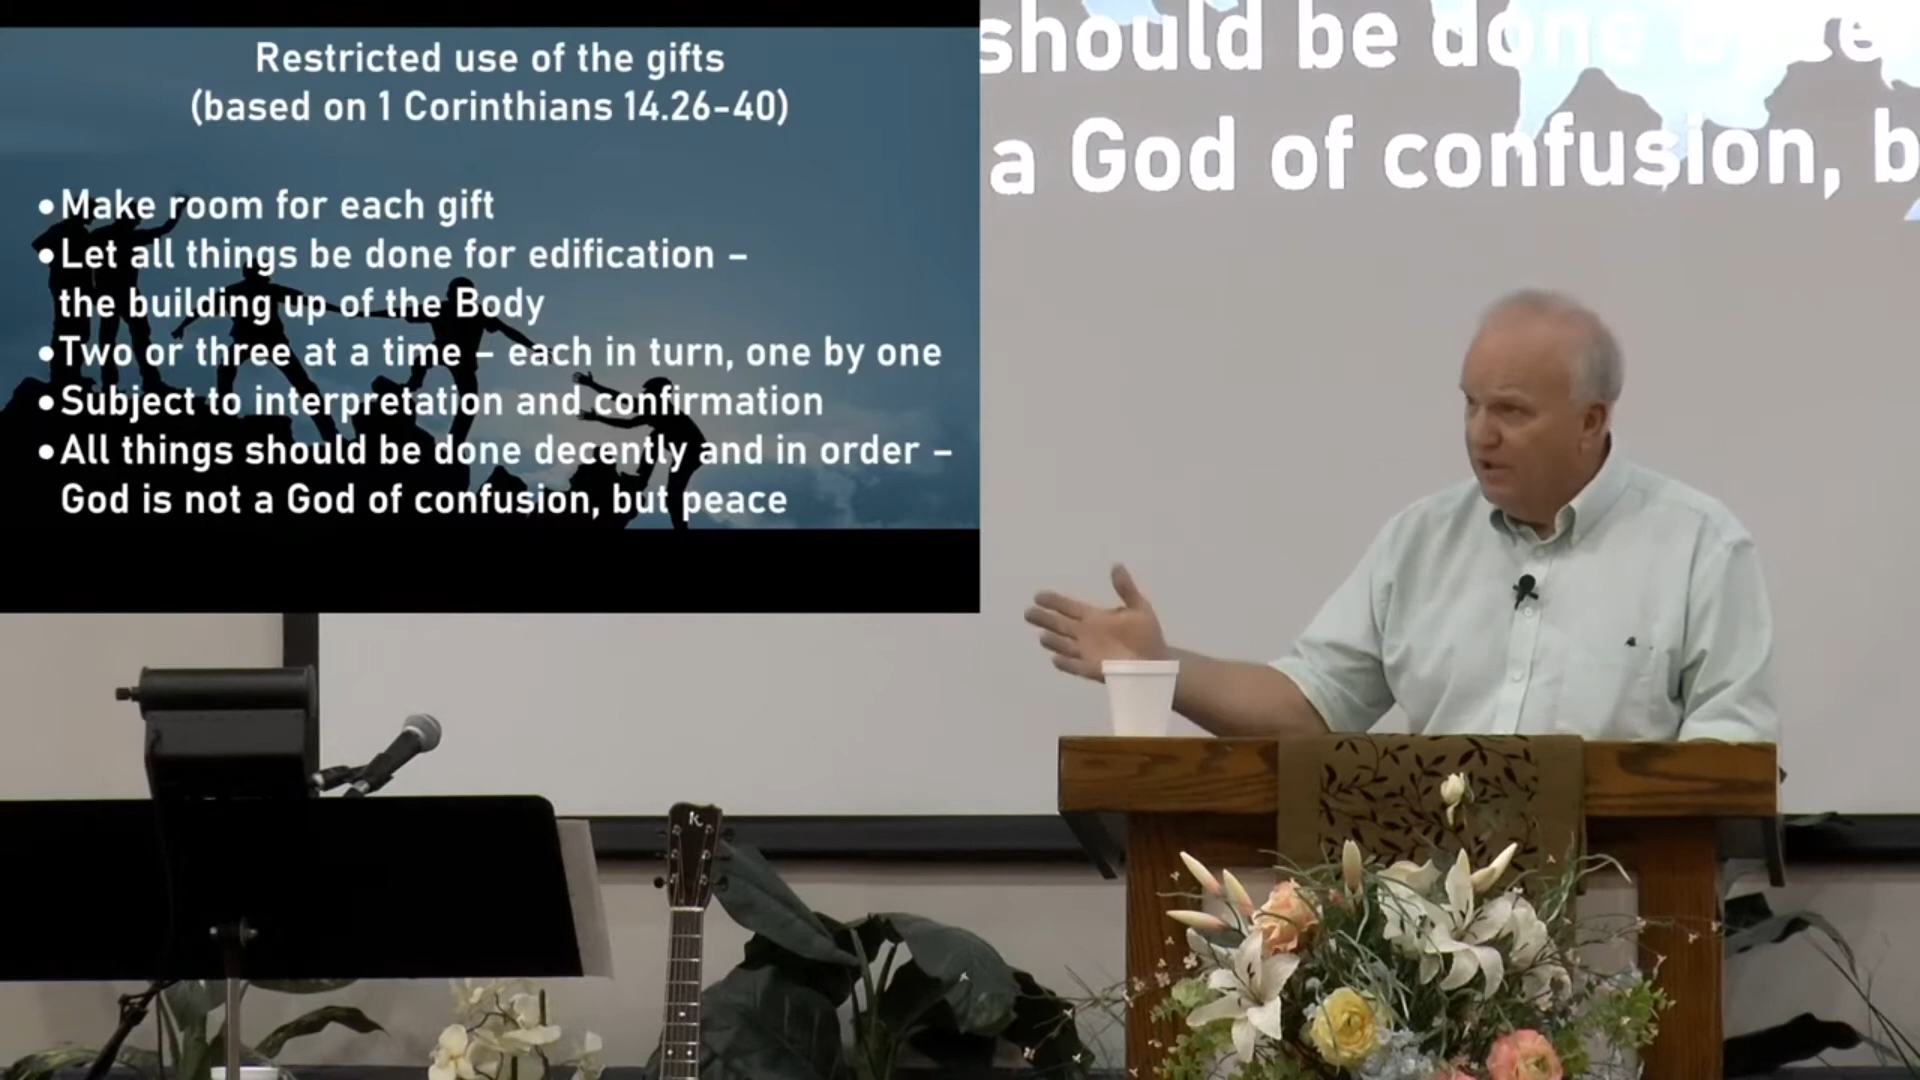 Restricted use of the gifts
(based on 1 Corinthians 14.26-40)
•Make room for each gift
•Let all things be done for edification –
the building up of the Body
•Two or three at a time – each in turn, one by one
•Subject to interpretation and confirmation
•All things should be done decently and in order –
God is not a God of confusion, but peace
should be done
a God of confusion, b
K